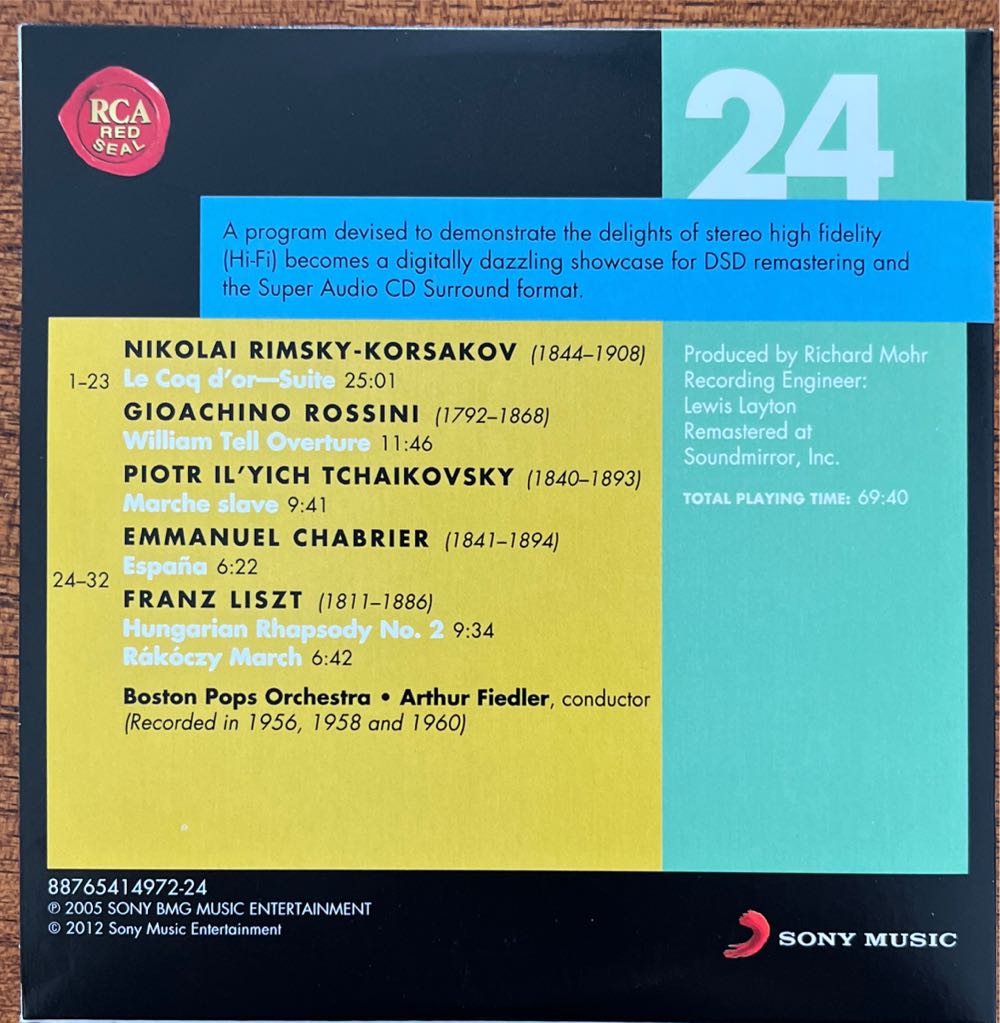 RCA
RED
SEAL
24
A program devised to demonstrate the delights of stereo high fidelity
(Hi-Fi) becomes a digitally dazzling showcase for DSD remastering and
the Super Audio CD Surround format.
NIKOLAI RIMSKY-KORSAKOV (1844–1908)
1–23 Le Coq d'or—Suite 25:01
GIOACHINO ROSSINI (1792–1868)
William Tell Overture 11:46
PIOTR IL'YICH TCHAIKOVSKY (1840–1893)
Marche slave 9:41
EMMANUEL CHABRIER (1841–1894)
España 6:22
24–32
FRANZ LISZT (1811–1886)
Hungarian Rhapsody No. 2 9:34
Rákóczy March 6:42
Boston Pops Orchestra • Arthur Fiedler, conductor
(Recorded in 1956, 1958 and 1960)
Produced by Richard Mohr
Recording Engineer:
Lewis Layton
Remastered at
Soundmirror, Inc.
TOTAL PLAYING TIME: 69:40
88765414972-24
℗ 2005 SONY BMG MUSIC ENTERTAINMENT
© 2012 Sony Music Entertainment
SONY MUSIC